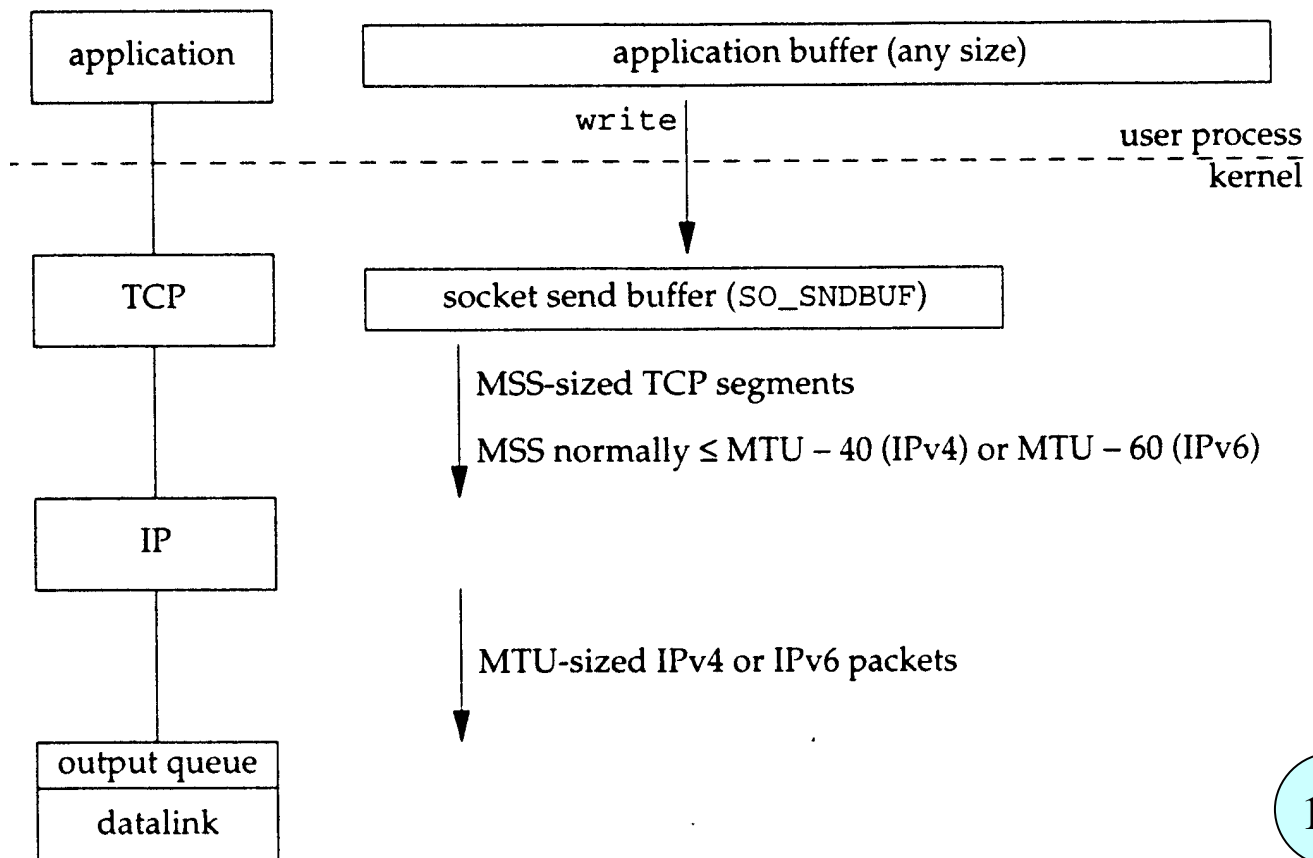 application
application buffer (any size)
write
user process
kernel
TCP
socket send buffer (SO_SNDBUF)
MSS-sized TCP segments
MSS normally ≤ MTU – 40 (IPv4) or MTU – 60 (IPv6)
IP
MTU-sized IPv4 or IPv6 packets
output queue
datalink